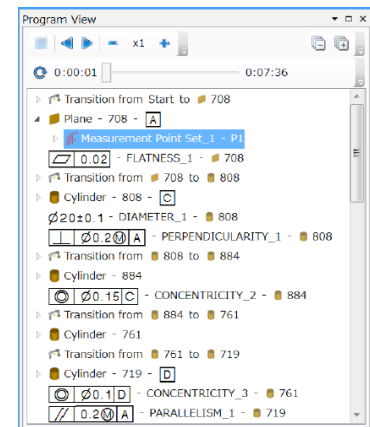 Program View
x1
0:00:01 0:07:36
Transition from Start to 708
Plane - 708 - A
Measurement Point Set_1 - P1
⏥ 0.02 - FLATNESS_1 - 708
Transition from 708 to 808
Cylinder - 808 - C
Ø20±0.1 - DIAMETER_1 - 808
⟂ Ø0.2Ⓜ A - PERPENDICULARITY_1 - 808
Transition from 808 to 884
Cylinder - 884
◎ Ø0.15 C - CONCENTRICITY_2 - 884
Transition from 884 to 761
Cylinder - 761
Transition from 761 to 719
Cylinder - 719 - D
◎ Ø0.1 D - CONCENTRICITY_3 - 761
⫽ 0.2Ⓜ A - PARALLELISM_1 - 719